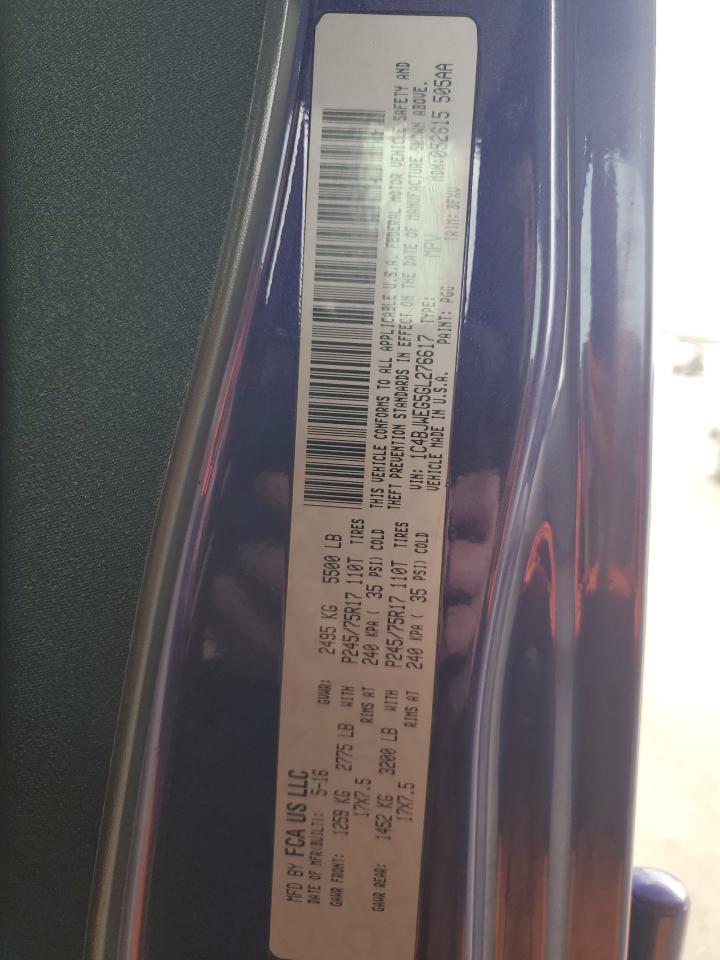 MFD BY FCA US LLC
DATE OF MFR(BUILT): 5-16 GVWR: 2495 KG 5500 LB
GAWR FRONT: 1259 KG 2775 LB WITH P245/75R17 110T TIRES
17X7.5 RIMS AT 240 KPA ( 35 PSI) COLD
GAWR REAR: 1452 KG 3200 LB WITH P245/75R17 110T TIRES
17X7.5 RIMS AT 240 KPA ( 35 PSI) COLD
THIS VEHICLE CONFORMS TO ALL APPLICABLE U.S.A. FEDERAL MOTOR VEHICLE SAFETY AND
THEFT PREVENTION STANDARDS IN EFFECT ON THE DATE OF MANUFACTURE SHOWN ABOVE.
VIN: 1C4BJWEG5GL276617 TYPE: MPV MDH:052615 505AA
VEHICLE MADE IN U.S.A. PAINT: PGG TRIM: